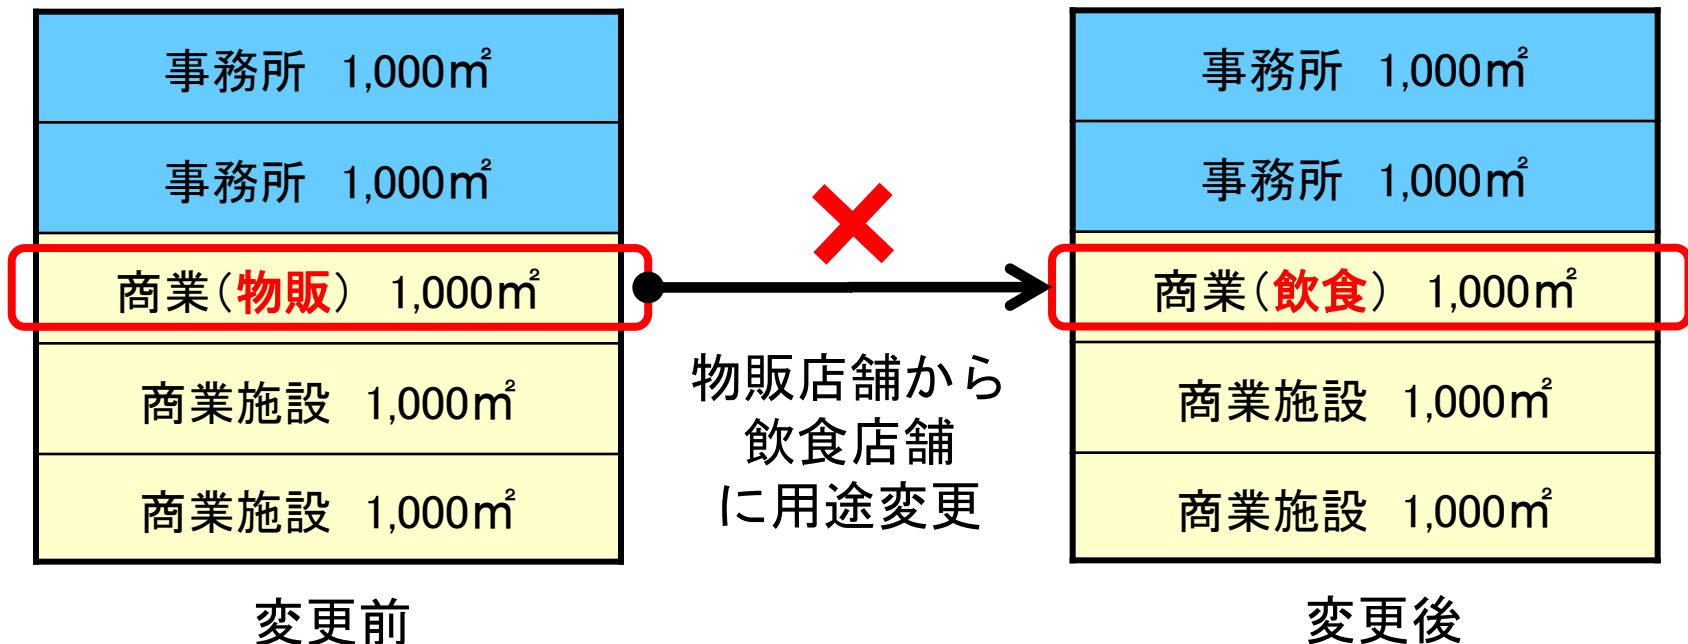 事務所　1,000㎡
事務所　1,000㎡
商業（物販）　1,000㎡
商業施設　1,000㎡
商業施設　1,000㎡
変更前
物販店舗から
飲食店舗
に用途変更
事務所　1,000㎡
事務所　1,000㎡
商業（飲食）　1,000㎡
商業施設　1,000㎡
商業施設　1,000㎡
変更後